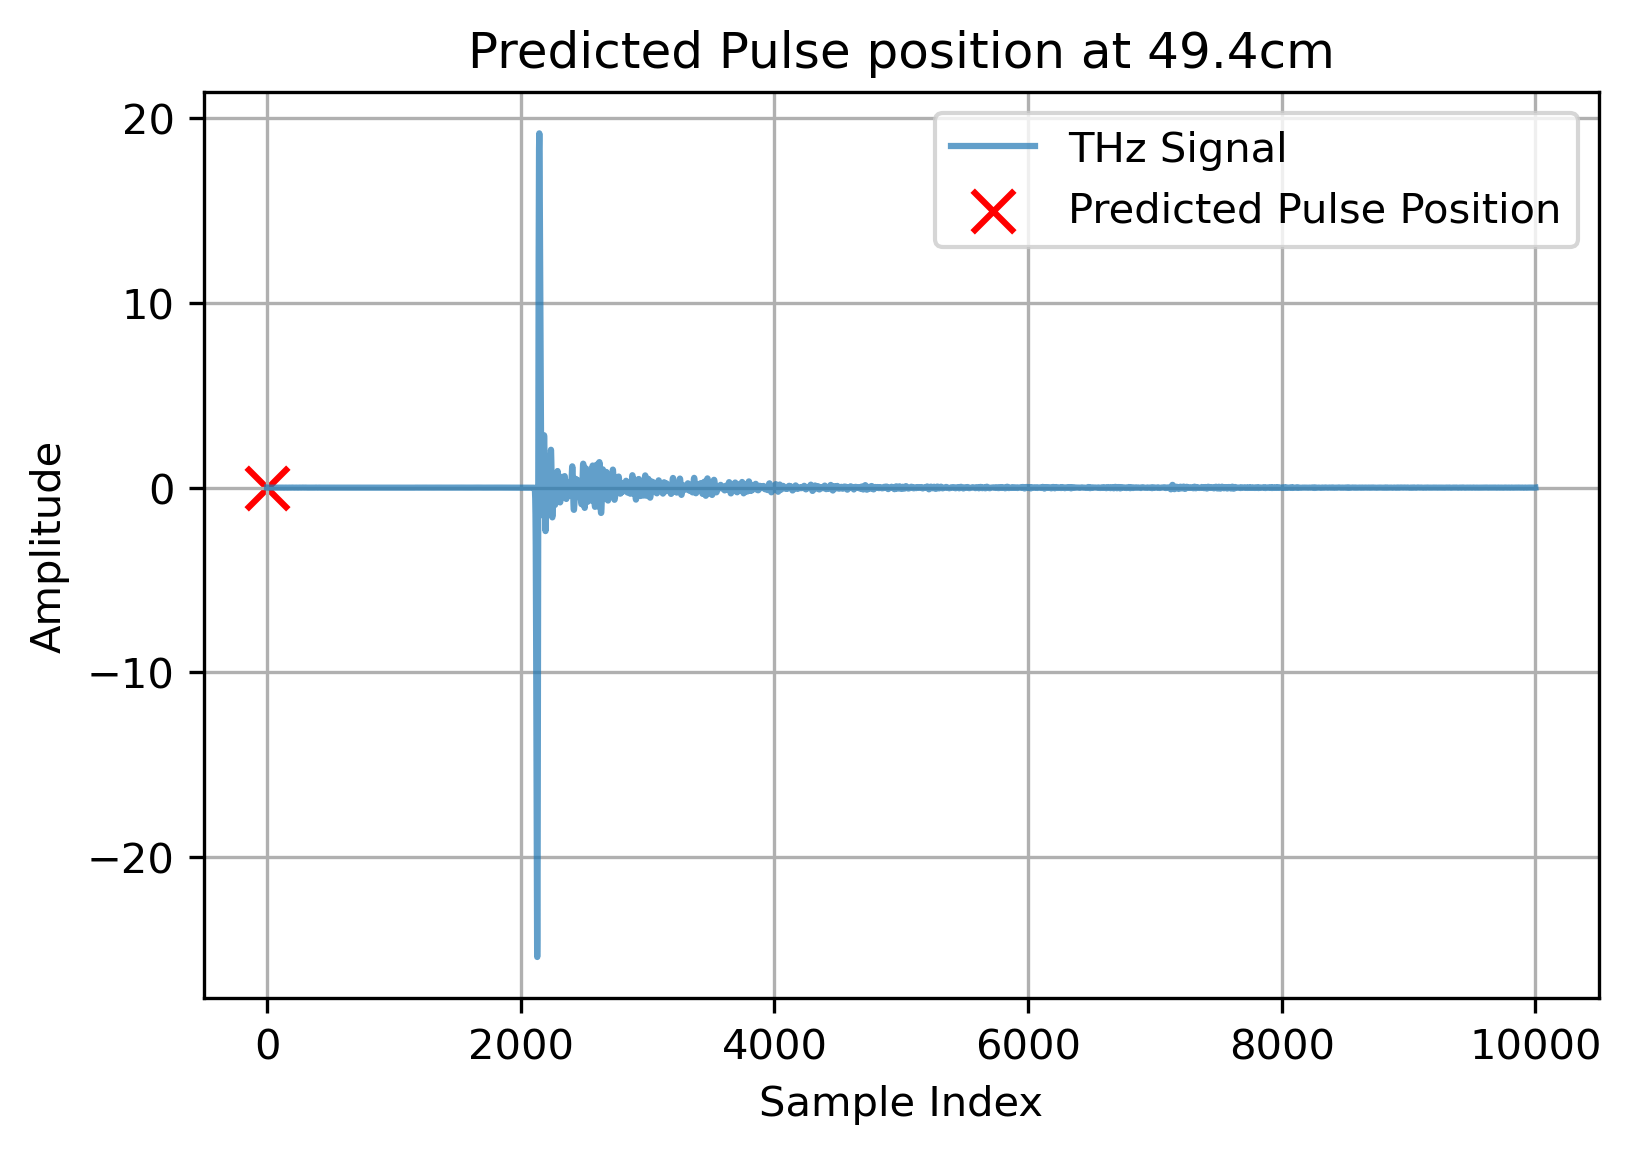 Predicted Pulse position at 49.4cm
THz Signal
Predicted Pulse Position
20
10
0
−10
−20
Amplitude
0 2000 4000 6000 8000 10000
Sample Index